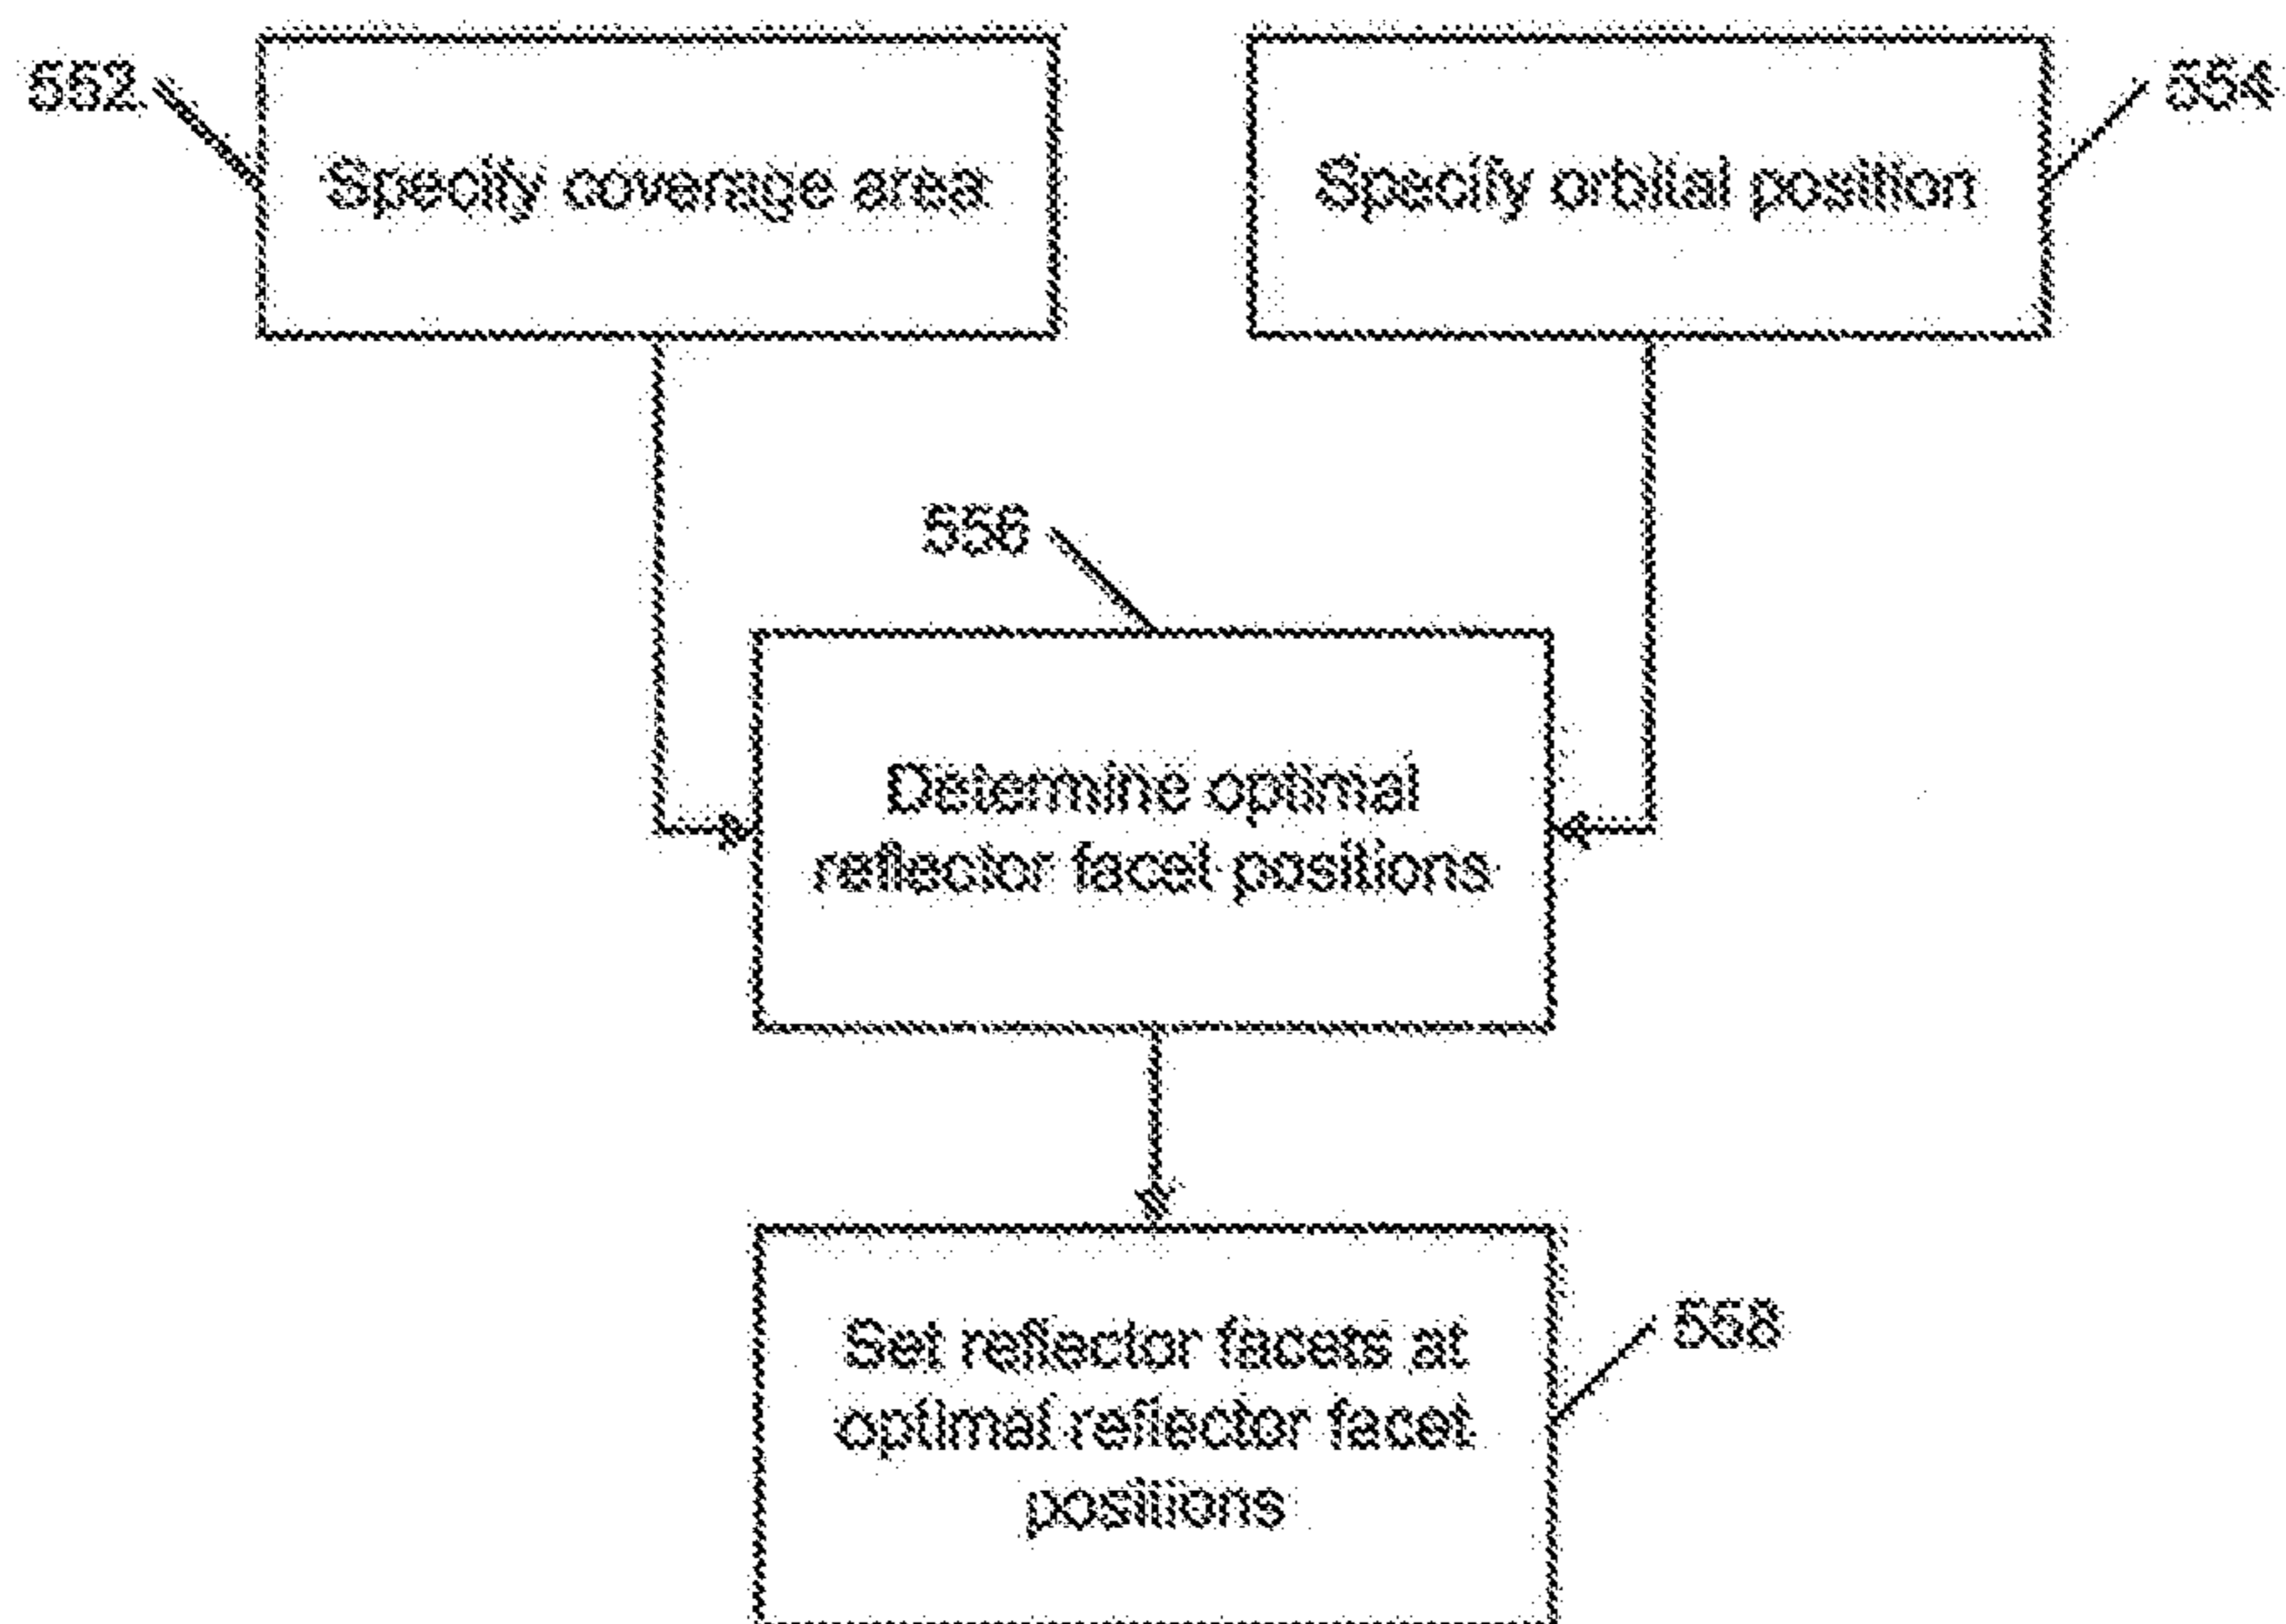 552
Specify coverage area
Specify orbital position
554
556
Determine optimal
reflector facet positions
Set reflector facets at
optimal reflector facet
positions
558